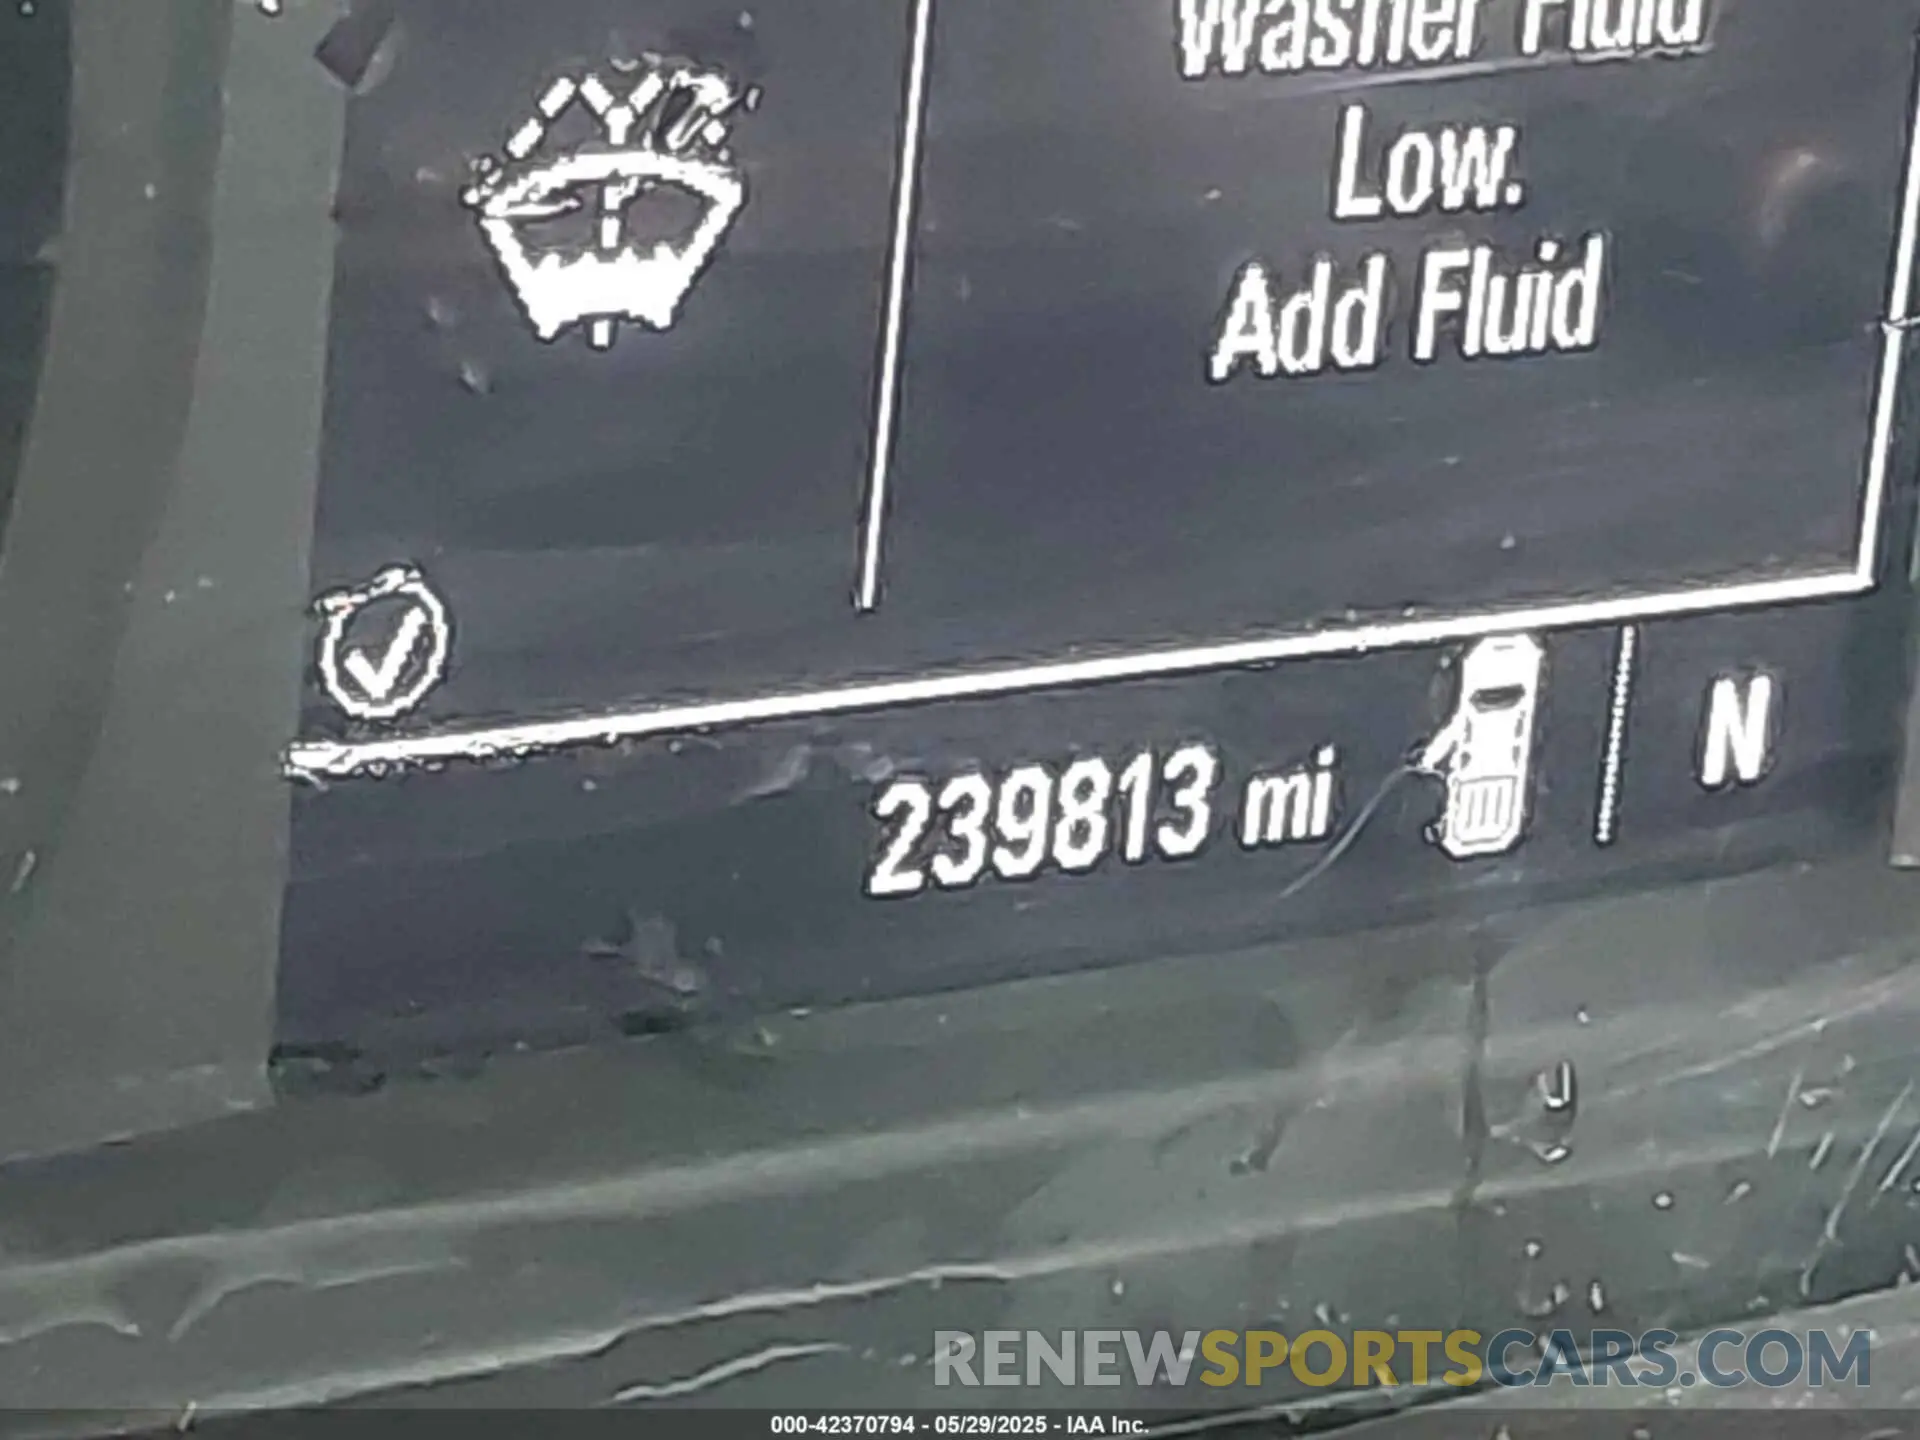 Washer Fluid
Low.
Add Fluid
239813 mi
N
RENEWSPORTSCARS.COM
000-42370794 - 05/29/2025 - IAA Inc.